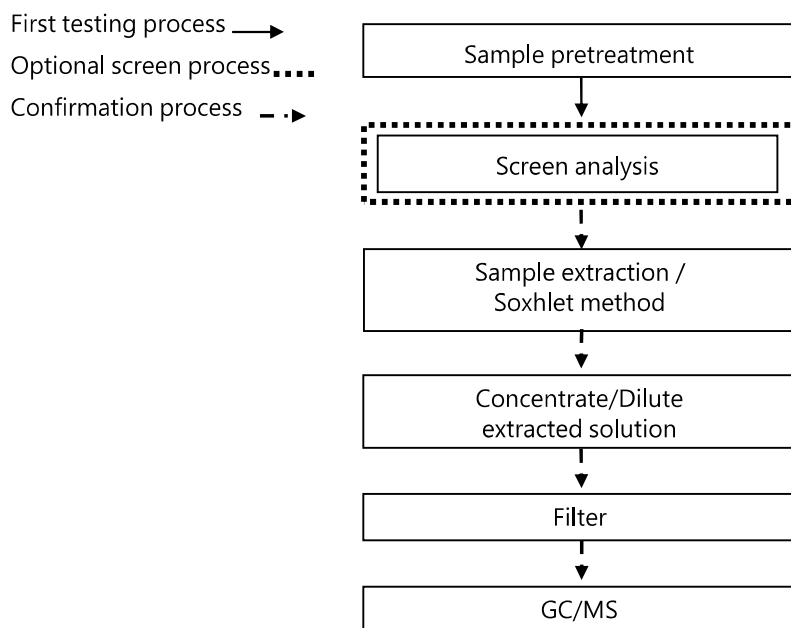 First testing process
Optional screen process
Confirmation process
Sample pretreatment
Screen analysis
Sample extraction /
Soxhlet method
Concentrate/Dilute
extracted solution
Filter
GC/MS